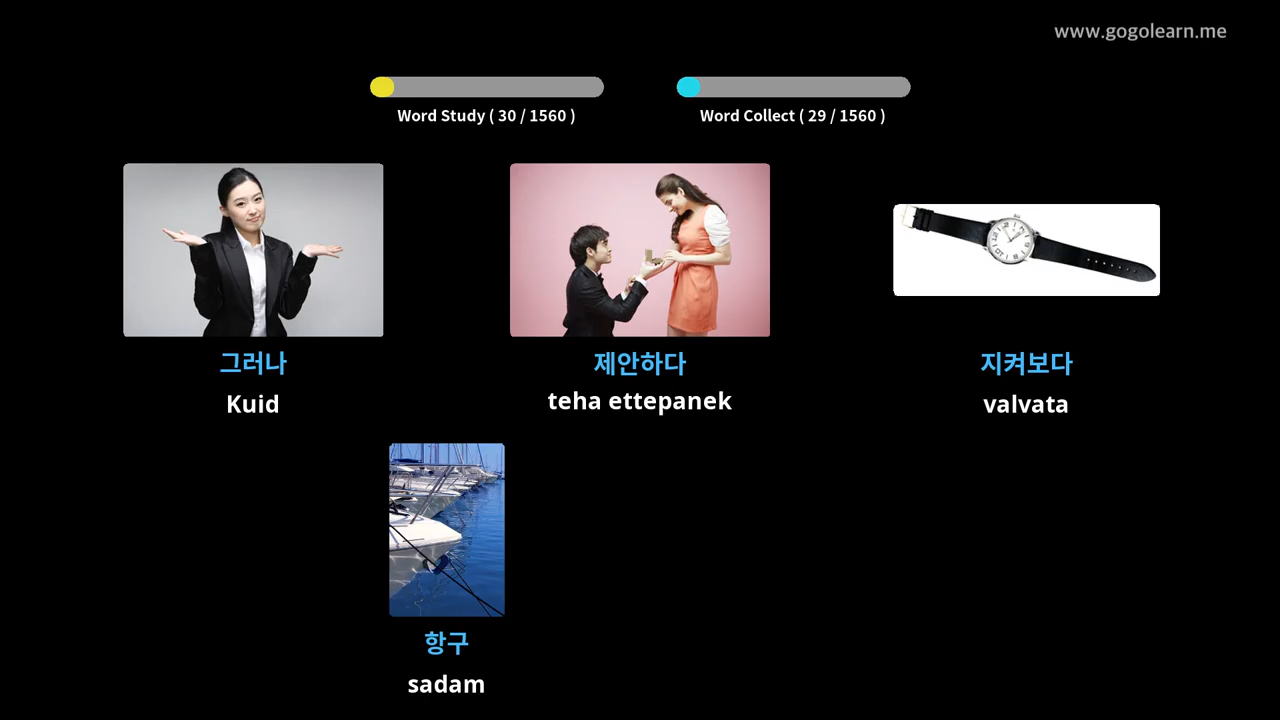 www.gogolearn.me
Word Study ( 30 / 1560 )
Word Collect ( 29 / 1560 )
그러나
Kuid
제안하다
teha ettepanek
지켜보다
valvata
항구
sadam